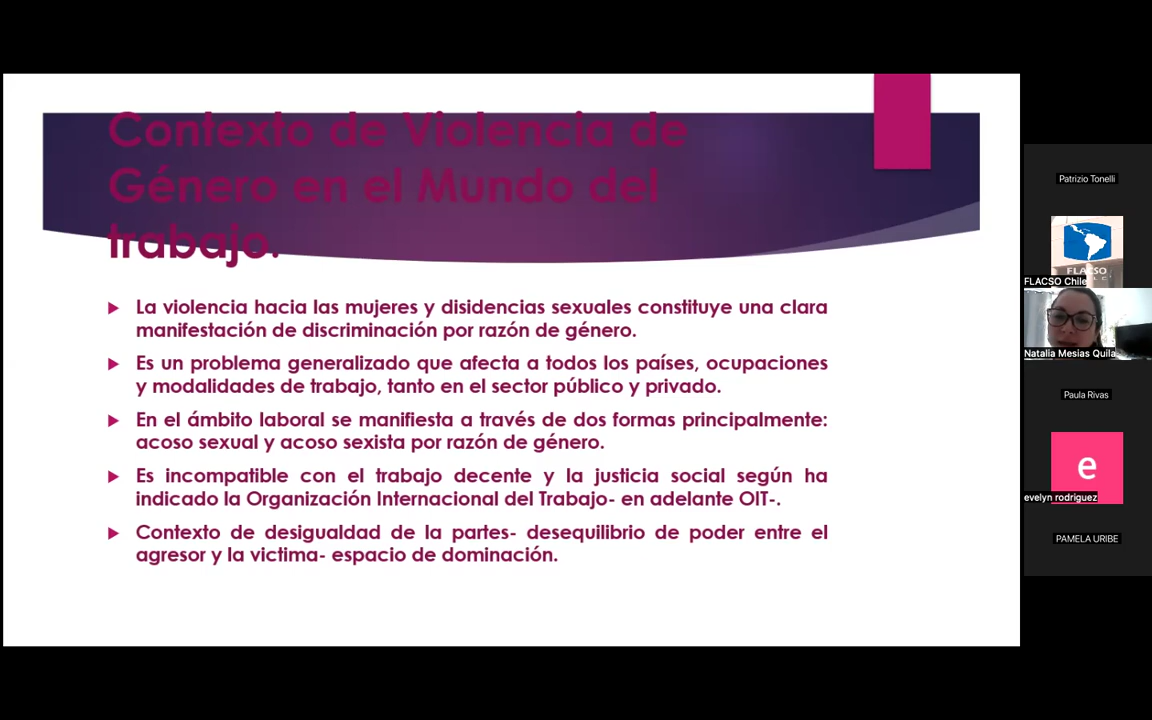 Contexto de Violencia de
Género en el Mundo del
trabajo.
La violencia hacia las mujeres y disidencias sexuales constituye una clara
manifestación de discriminación por razón de género.
Es un problema generalizado que afecta a todos los países, ocupaciones
y modalidades de trabajo, tanto en el sector público y privado.
En el ámbito laboral se manifiesta a través de dos formas principalmente:
acoso sexual y acoso sexista por razón de género.
Es incompatible con el trabajo decente y la justicia social según ha
indicado la Organización Internacional del Trabajo- en adelante OIT-.
Contexto de desigualdad de la partes- desequilibrio de poder entre el
agresor y la victima- espacio de dominación.
Patrizio Tonelli
FLACSO
FLACSO Chile
Natalia Mesias Quila
Paula Rivas
e
evelyn rodriguez
PAMELA URIBE